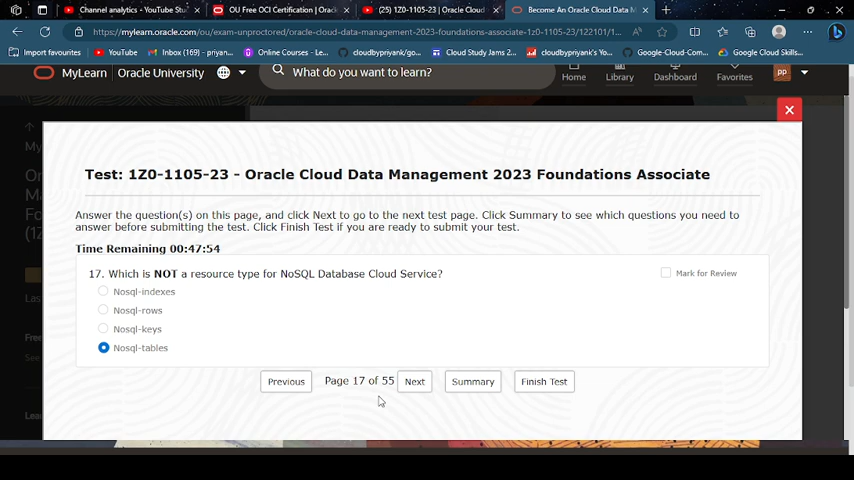 Channel analytics - YouTube Stu
OU Free OCI Certification | Orac
(25) 1Z0-1105-23 | Oracle Cloud
Become An Oracle Cloud Data M
https://mylearn.oracle.com/ou/exam-unproctored/oracle-cloud-data-management-2023-foundations-associate-1z0-1105-23/122101/1...
Import favourites
YouTube
Inbox (169) - priyan...
Online Courses - Le...
cloudbypriyank/go...
Cloud Study Jams 2...
cloudbypriyank's Yo...
Google-Cloud-Com...
Google Cloud Skills...
MyLearn
Oracle University
What do you want to learn?
Home
Library
Dashboard
Favorites
PP
My
Test: 1Z0-1105-23 - Oracle Cloud Data Management 2023 Foundations Associate
Answer the question(s) on this page, and click Next to go to the next test page. Click Summary to see which questions you need to
answer before submitting the test. Click Finish Test if you are ready to submit your test.
Time Remaining 00:47:54
17. Which is NOT a resource type for NoSQL Database Cloud Service?
Mark for Review
Nosql-indexes
Nosql-rows
Nosql-keys
Nosql-tables
Previous
Page 17 of 55
Next
Summary
Finish Test